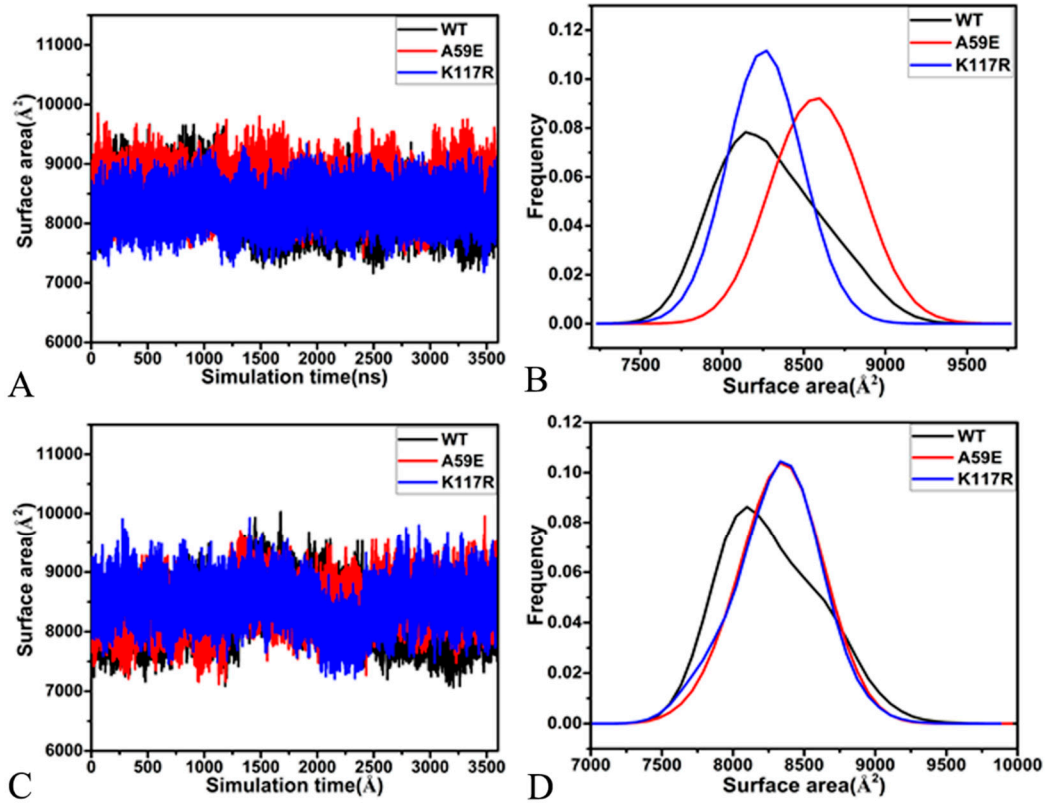 11000
10000
9000
8000
7000
6000
Surface area(Å²)
WT
A59E
K117R
0 500 1000 1500 2000 2500 3000 3500
Simulation time(ns)
A
0.12
0.10
0.08
0.06
0.04
0.02
0.00
Frequency
WT
A59E
K117R
7500 8000 8500 9000 9500
Surface area(Å²)
B
11000
10000
9000
8000
7000
6000
Surface area(Å²)
WT
A59E
K117R
0 500 1000 1500 2000 2500 3000 3500
Simulation time(Å)
C
0.12
0.10
0.08
0.06
0.04
0.02
0.00
Frequency
WT
A59E
K117R
7000 7500 8000 8500 9000 9500 10000
Surface area(Å²)
D